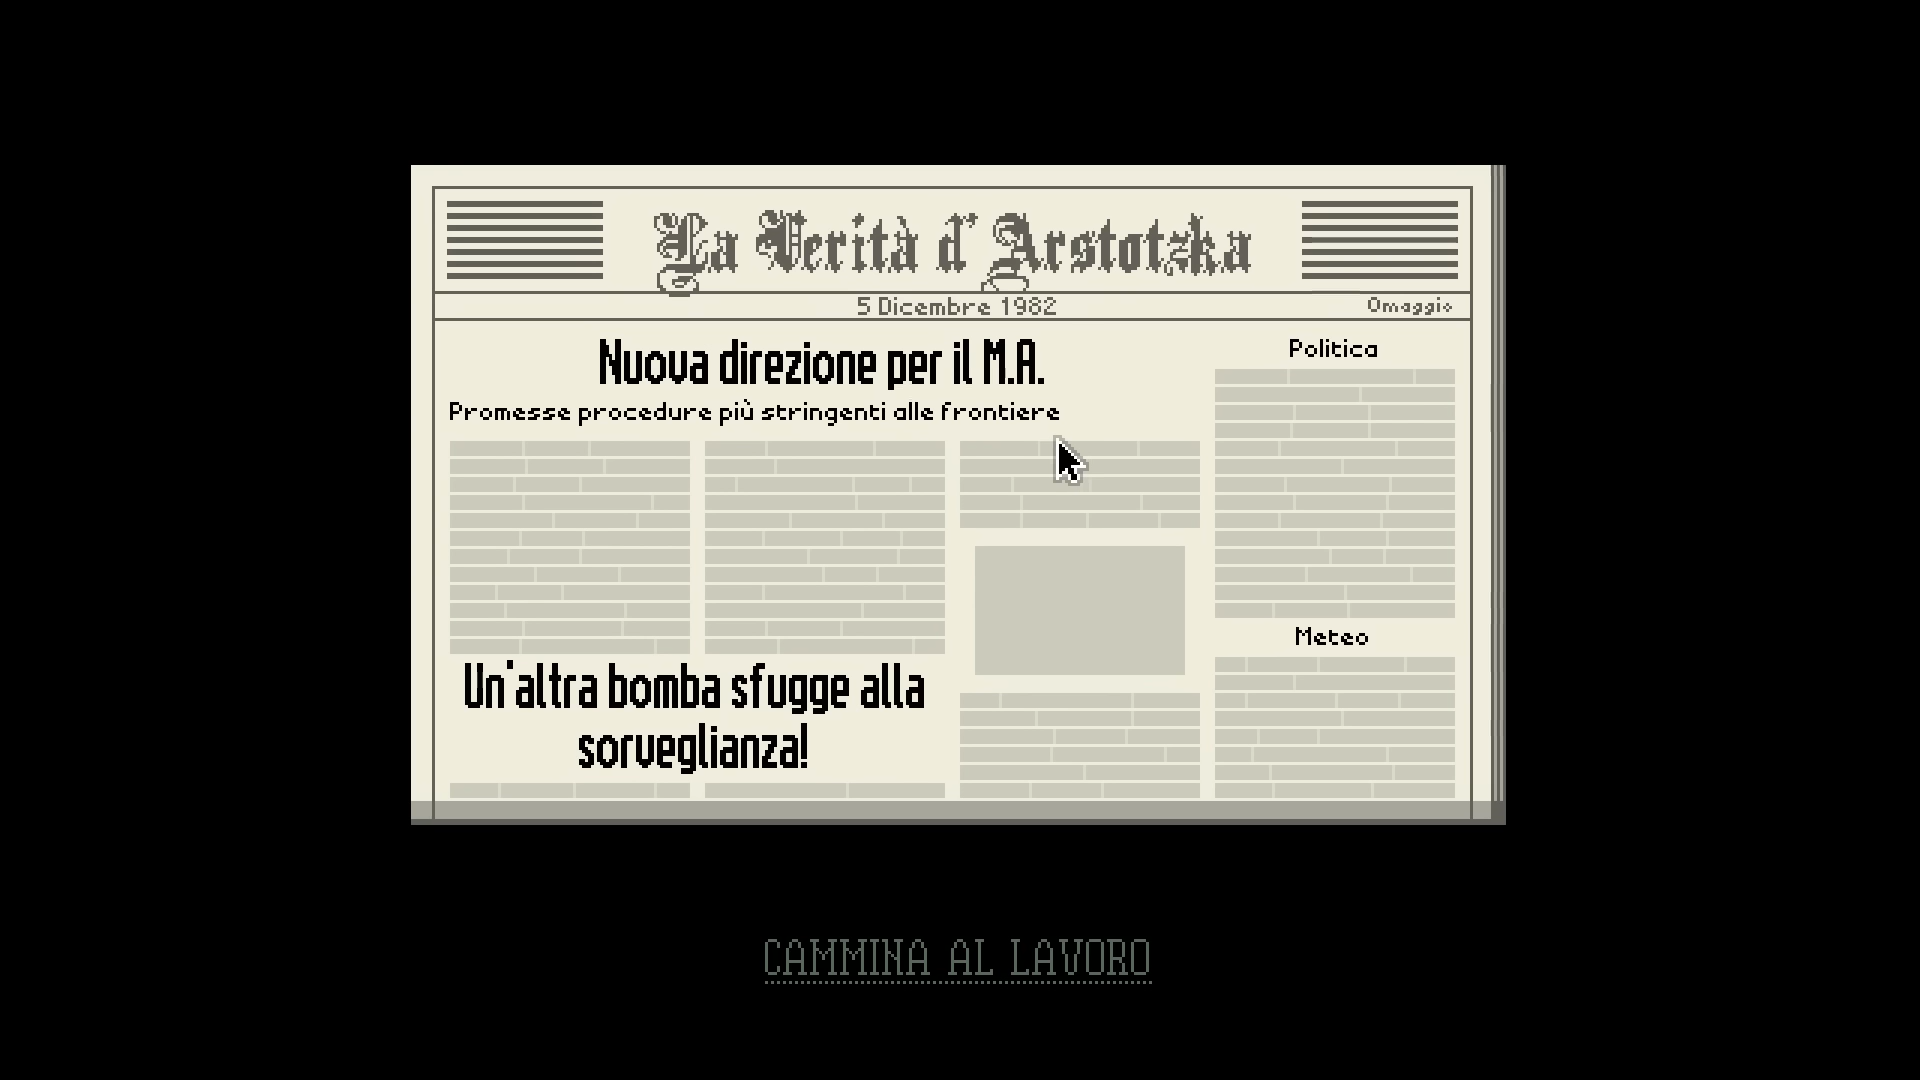 La Verità d'Arstotzka
5 Dicembre 1982
Omaggio
Nuova direzione per il M.A.
Promesse procedure più stringenti alle frontiere
Un'altra bomba sfugge alla
sorveglianza!
Politica
Meteo
CAMMINA AL LAVORO